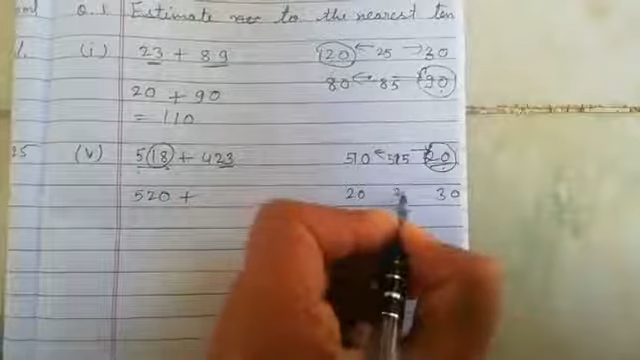 Q.1 Estimate to the nearest ten
(i) 23 + 89 20 ← 25 → 30
20 + 90 80 ← 85 → 90
= 110
25 (v) 518 + 423 510 ← 515 → 520
520 + 20 30